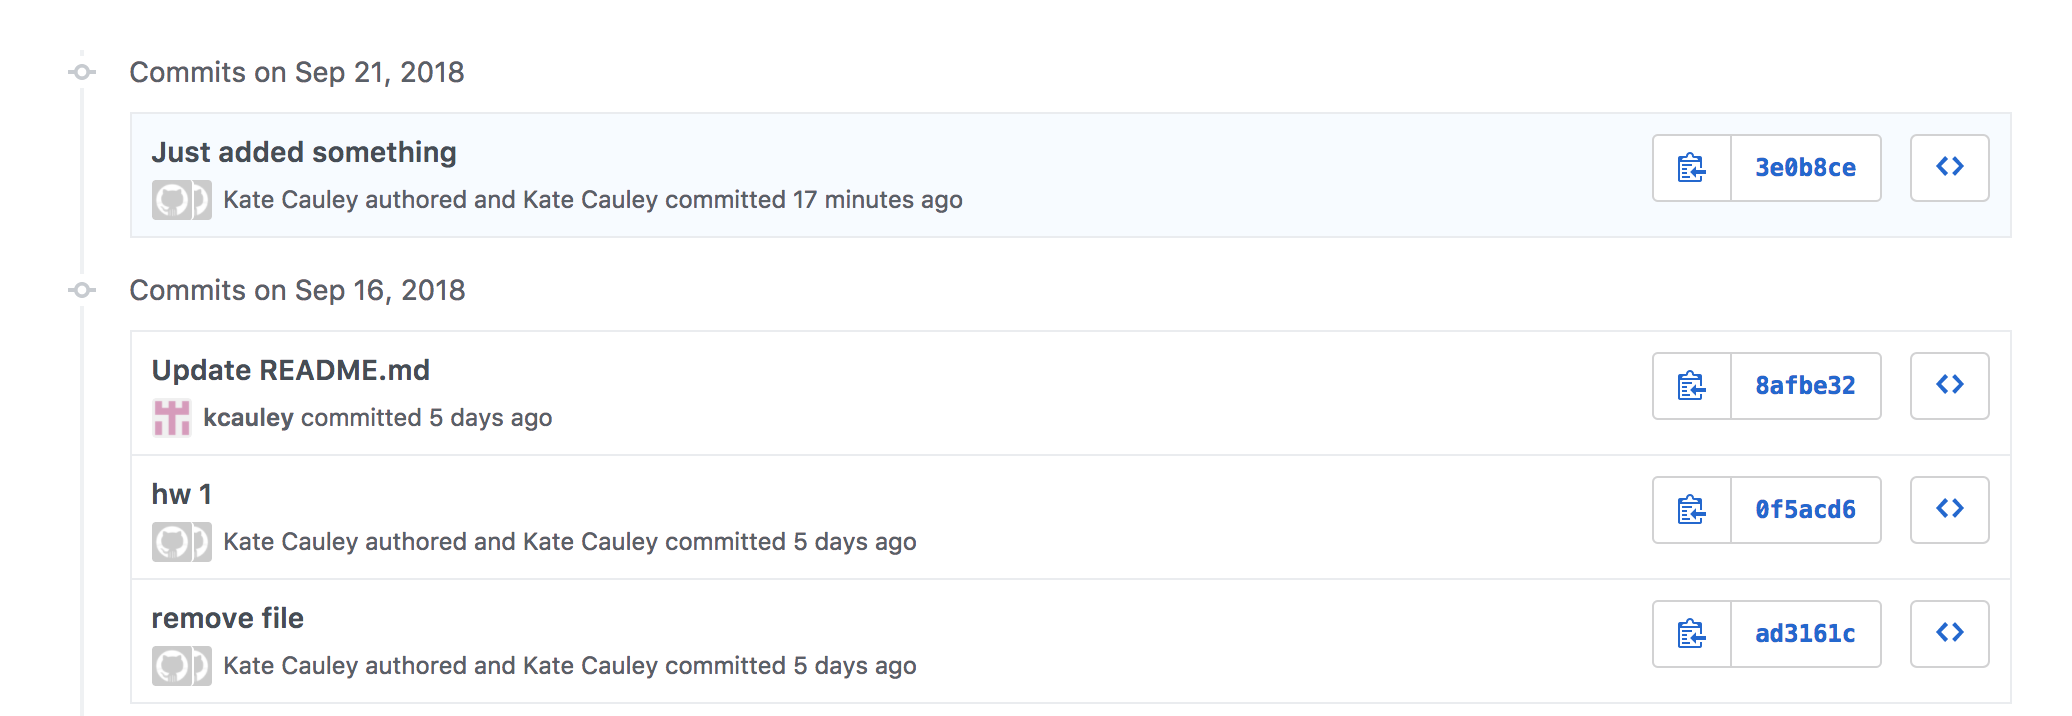 Commits on Sep 21, 2018
Just added something
3e0b8ce
Kate Cauley authored and Kate Cauley committed 17 minutes ago
Commits on Sep 16, 2018
Update README.md
8afbe32
kcauley committed 5 days ago
hw 1
0f5acd6
Kate Cauley authored and Kate Cauley committed 5 days ago
remove file
ad3161c
Kate Cauley authored and Kate Cauley committed 5 days ago